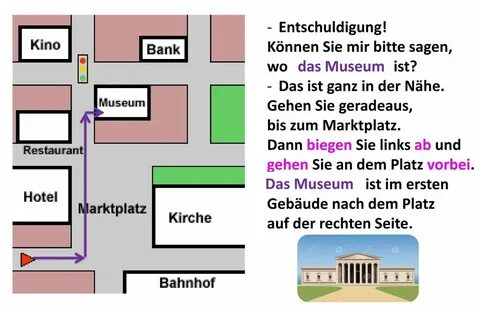 Kino
Bank
Museum
Restaurant
Hotel
Marktplatz
Kirche
Bahnhof
- Entschuldigung!
Können Sie mir bitte sagen,
wo das Museum ist?
- Das ist ganz in der Nähe.
Gehen Sie geradeaus,
bis zum Marktplatz.
Dann biegen Sie links ab und
gehen Sie an dem Platz vorbei.
Das Museum ist im ersten
Gebäude nach dem Platz
auf der rechten Seite.